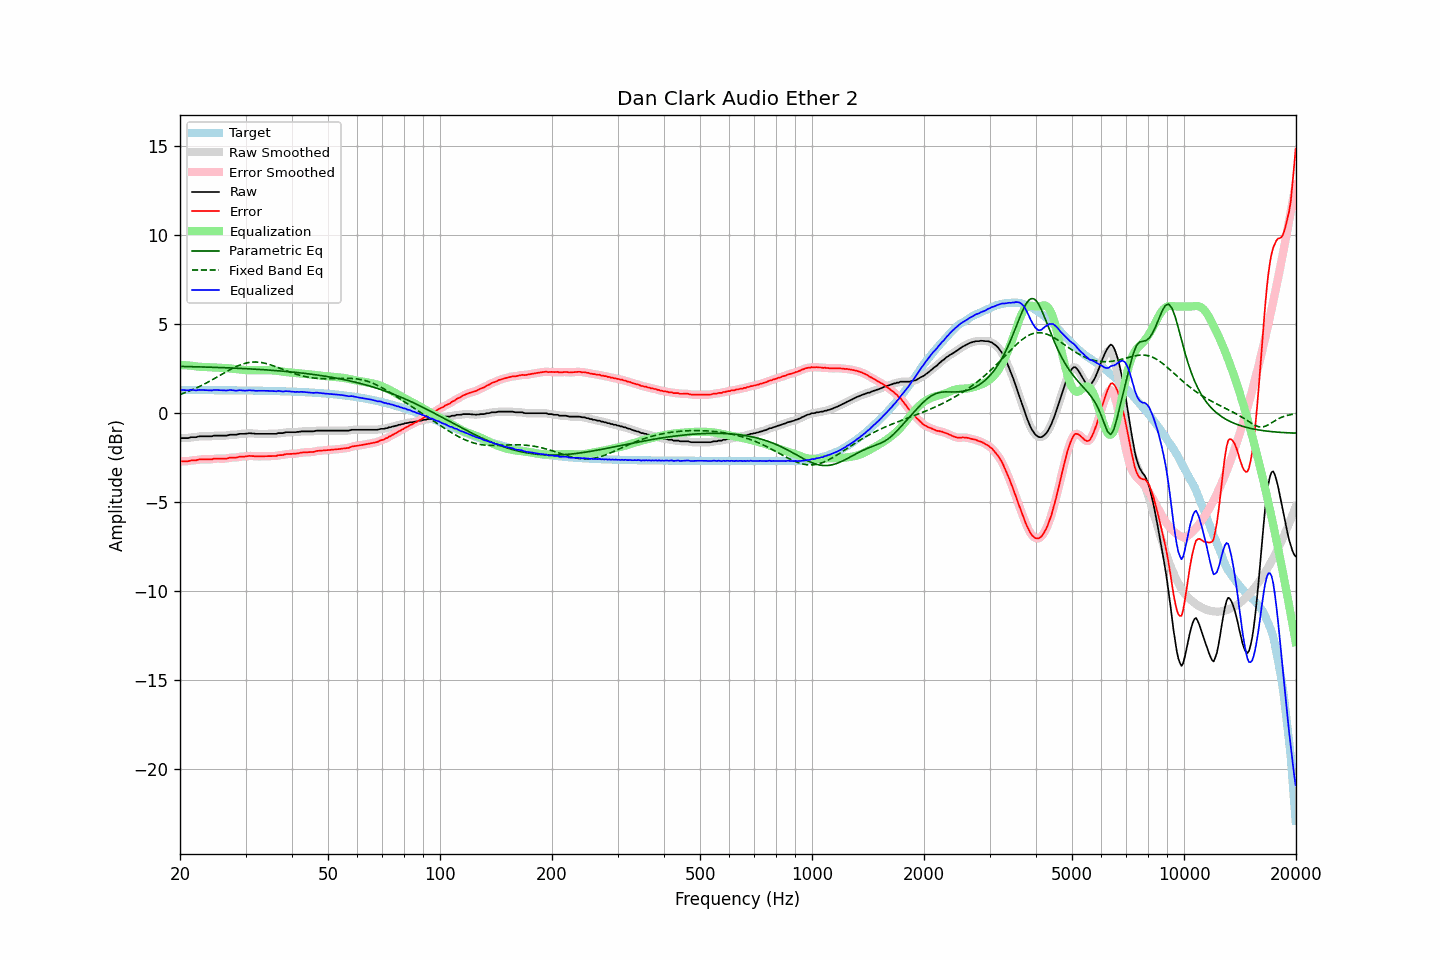 Dan Clark Audio Ether 2
Target
Raw Smoothed
Error Smoothed
Raw
Error
Equalization
Parametric Eq
Fixed Band Eq
Equalized
15
10
5
0
−5
−10
−15
−20
Amplitude (dBr)
20 50 100 200 500 1000 2000 5000 10000 20000
Frequency (Hz)